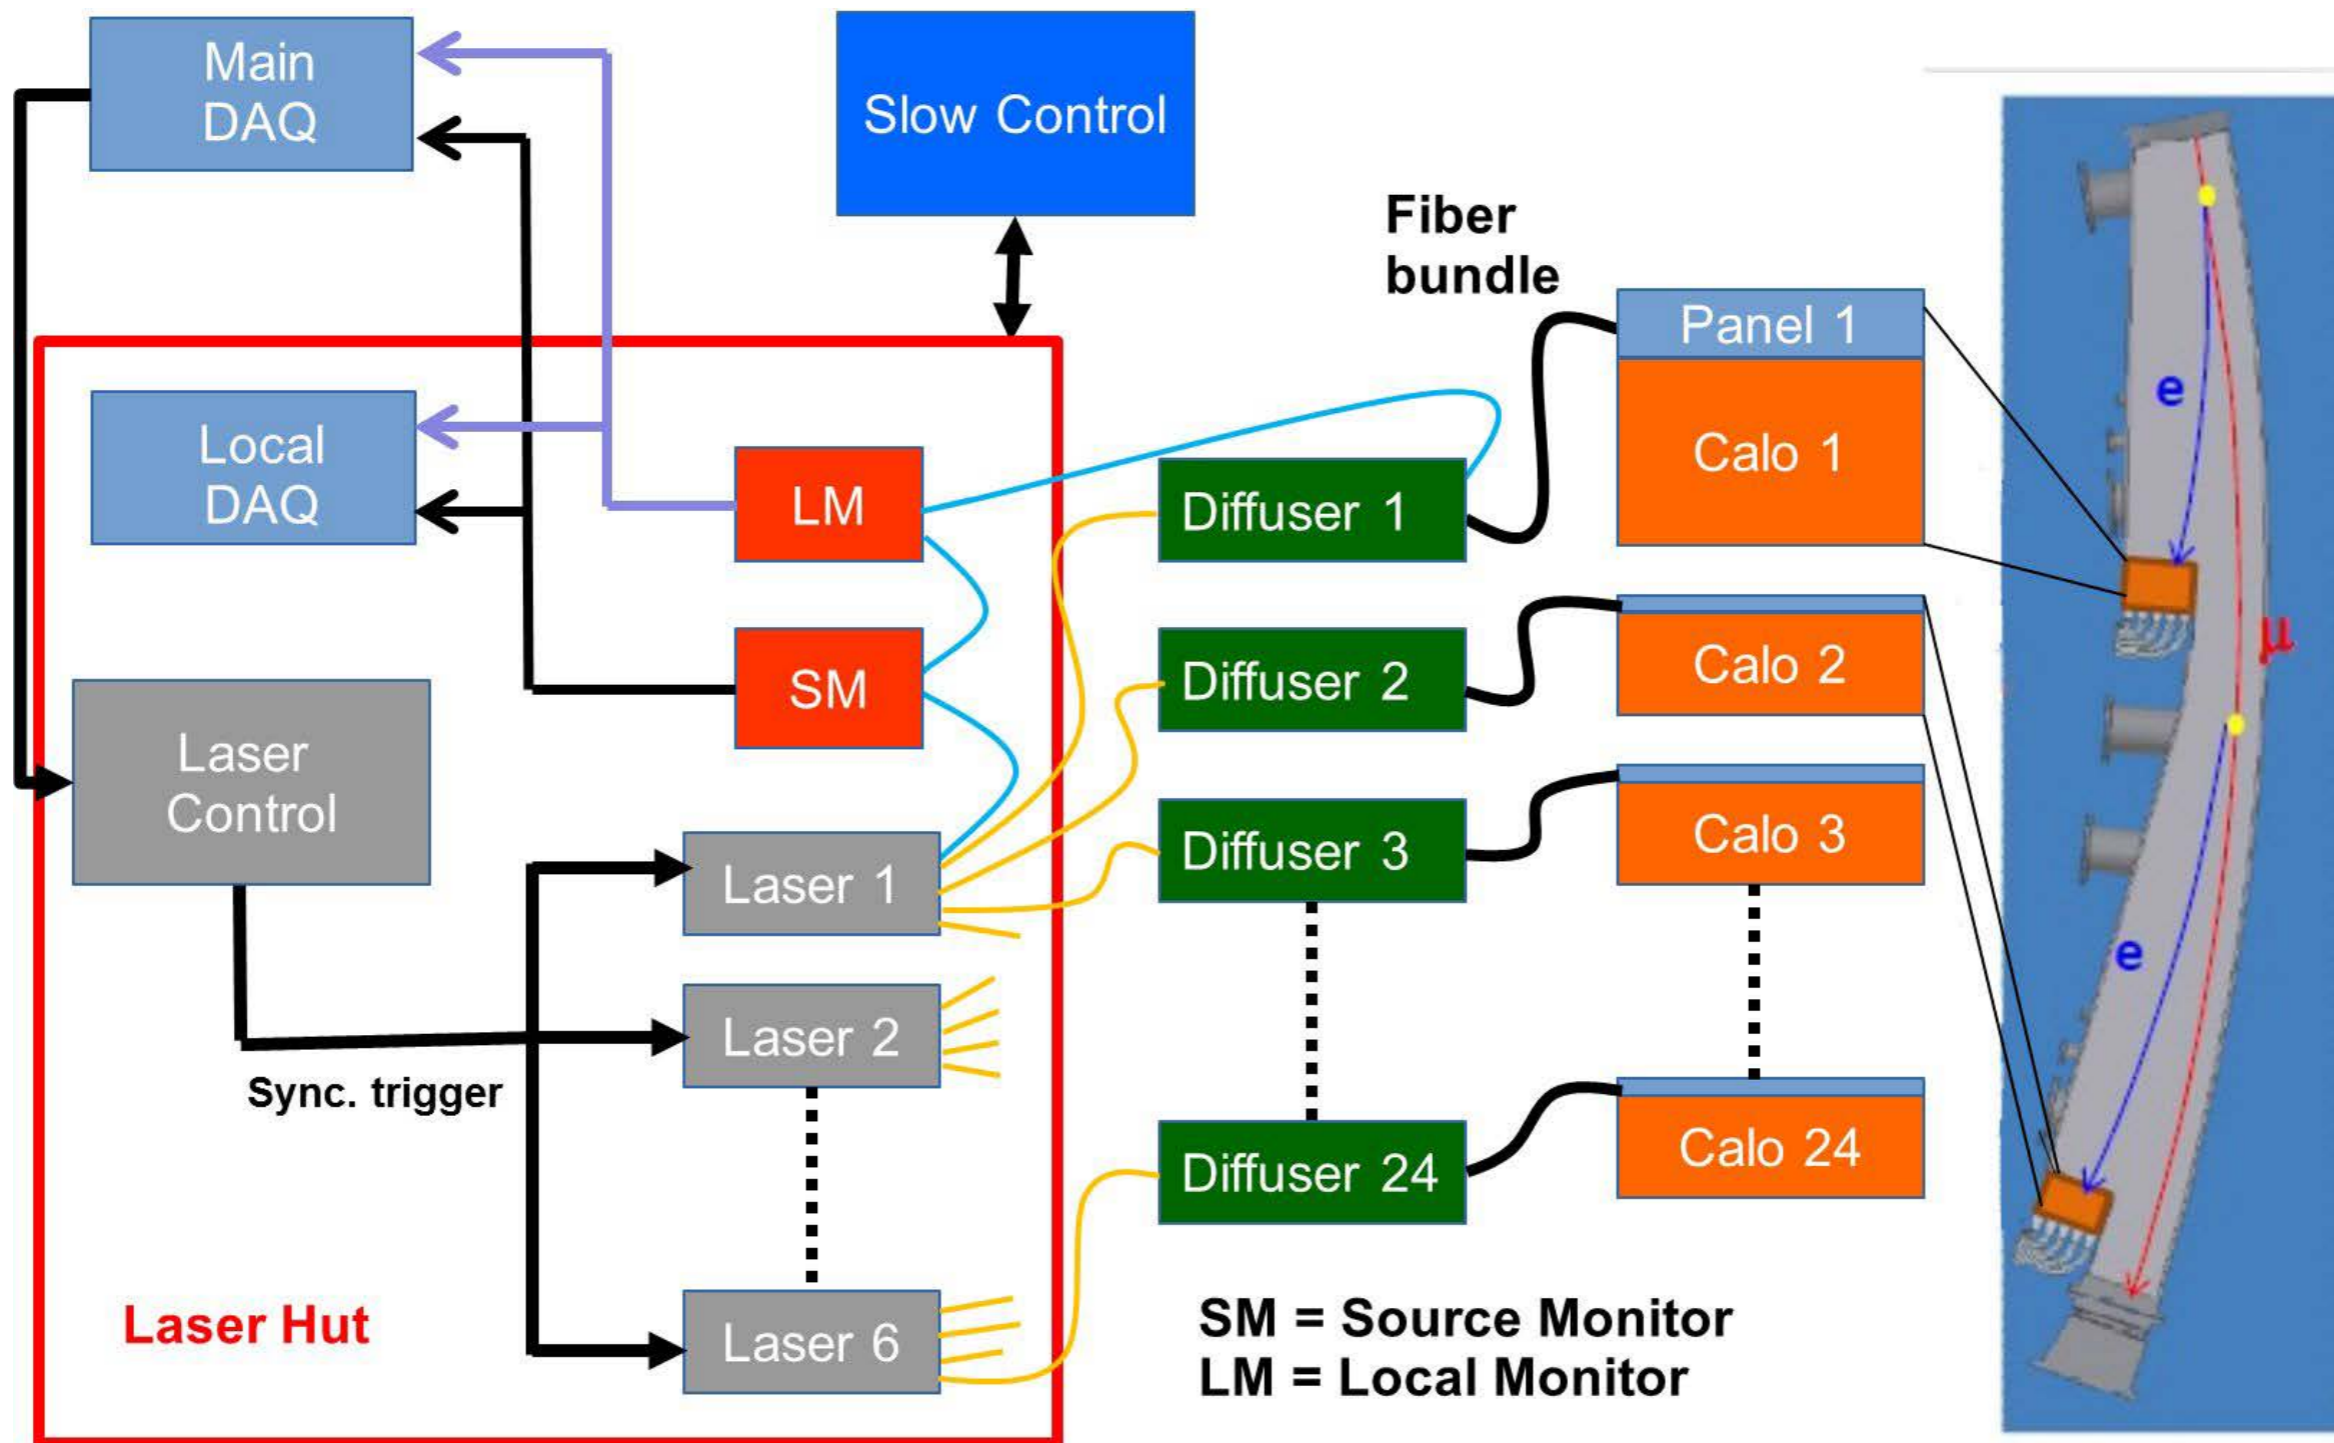 Main
DAQ
Slow Control
Fiber
bundle
Panel 1
Calo 1
e
Local
DAQ
LM
Diffuser 1
SM
Diffuser 2
Calo 2
μ
Laser
Control
Laser 1
Diffuser 3
Calo 3
e
Laser 2
Sync. trigger
Diffuser 24
Calo 24
Laser Hut
Laser 6
SM = Source Monitor
LM = Local Monitor